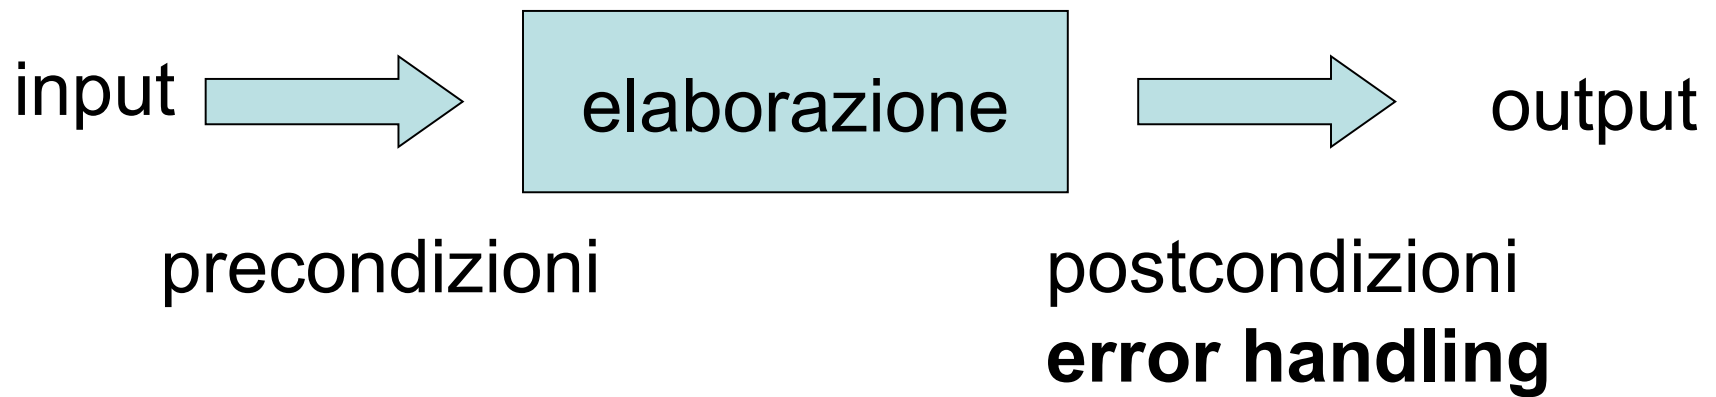 input elaborazione output
precondizioni postcondizioni
error handling